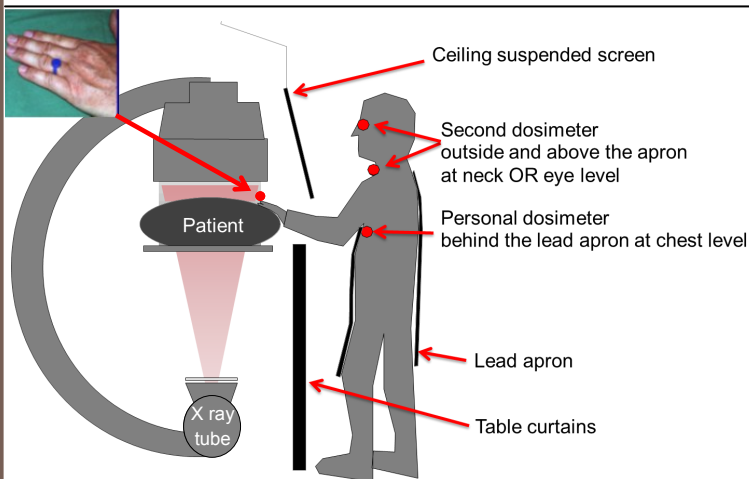 Ceiling suspended screen
Second dosimeter
outside and above the apron
at neck OR eye level
Patient
Personal dosimeter
behind the lead apron at chest level
Lead apron
X ray
tube
Table curtains